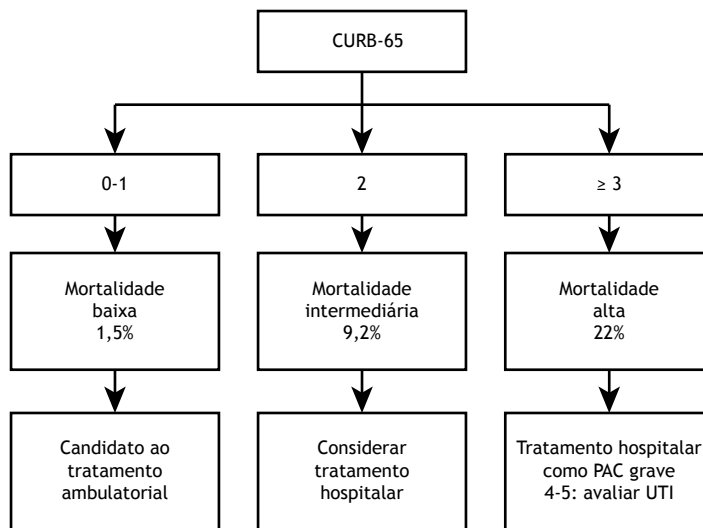 CURB-65
0-1
2
≥ 3
Mortalidade
baixa
1,5%
Mortalidade
intermediária
9,2%
Mortalidade
alta
22%
Candidato ao
tratamento
ambulatorial
Considerar
tratamento
hospitalar
Tratamento hospitalar
como PAC grave
4-5: avaliar UTI